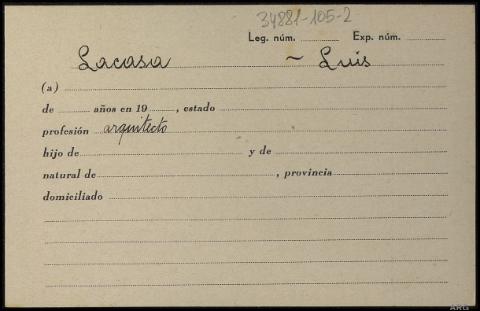 34881-105-2
Leg. núm. Exp. núm.
Lacasa ~ Luis
(a)
de años en 19 , estado
profesión arquitecto
hijo de y de
natural de , provincia
domiciliado
ARG